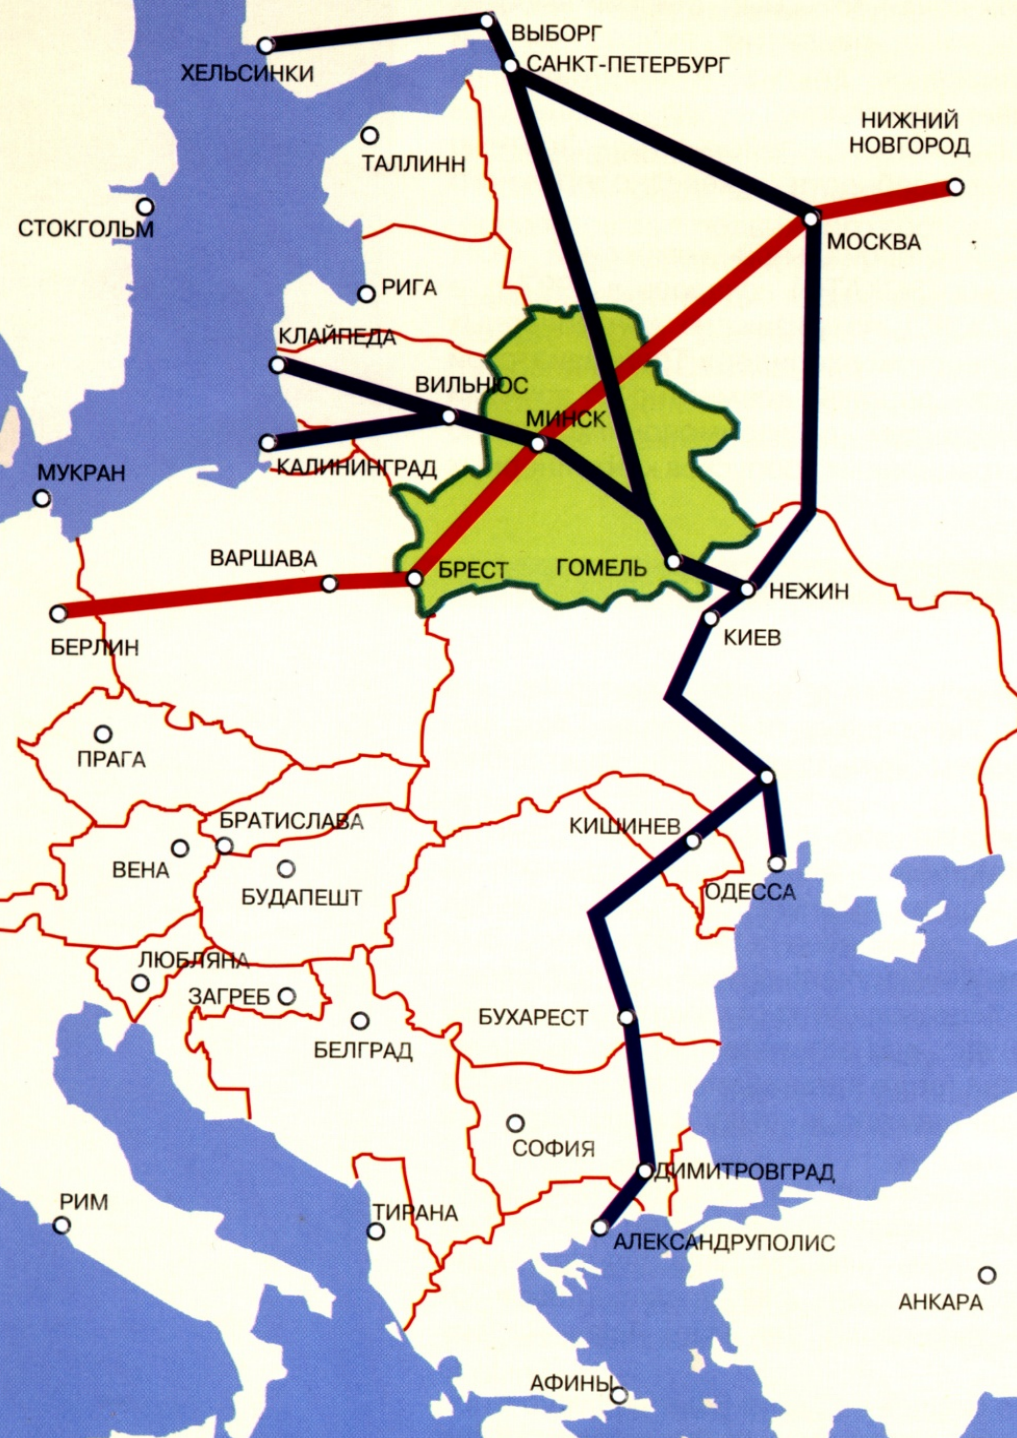 ВЫБОРГ
САНКТ-ПЕТЕРБУРГ
ХЕЛЬСИНКИ
НИЖНИЙ
НОВГОРОД
ТАЛЛИНН
СТОКГОЛЬМ
МОСКВА
РИГА
КЛАЙПЕДА
ВИЛЬНЮС
МИНСК
КАЛИНИНГРАД
МУКРАН
ВАРШАВА
БРЕСТ
ГОМЕЛЬ
НЕЖИН
КИЕВ
БЕРЛИН
ПРАГА
БРАТИСЛАВА
КИШИНЕВ
ВЕНА
БУДАПЕШТ
ОДЕССА
ЛЮБЛЯНА
ЗАГРЕБ
БУХАРЕСТ
БЕЛГРАД
СОФИЯ
ДИМИТРОВГРАД
РИМ
ТИРАНА
АЛЕКСАНДРУПОЛИС
АНКАРА
АФИНЫ